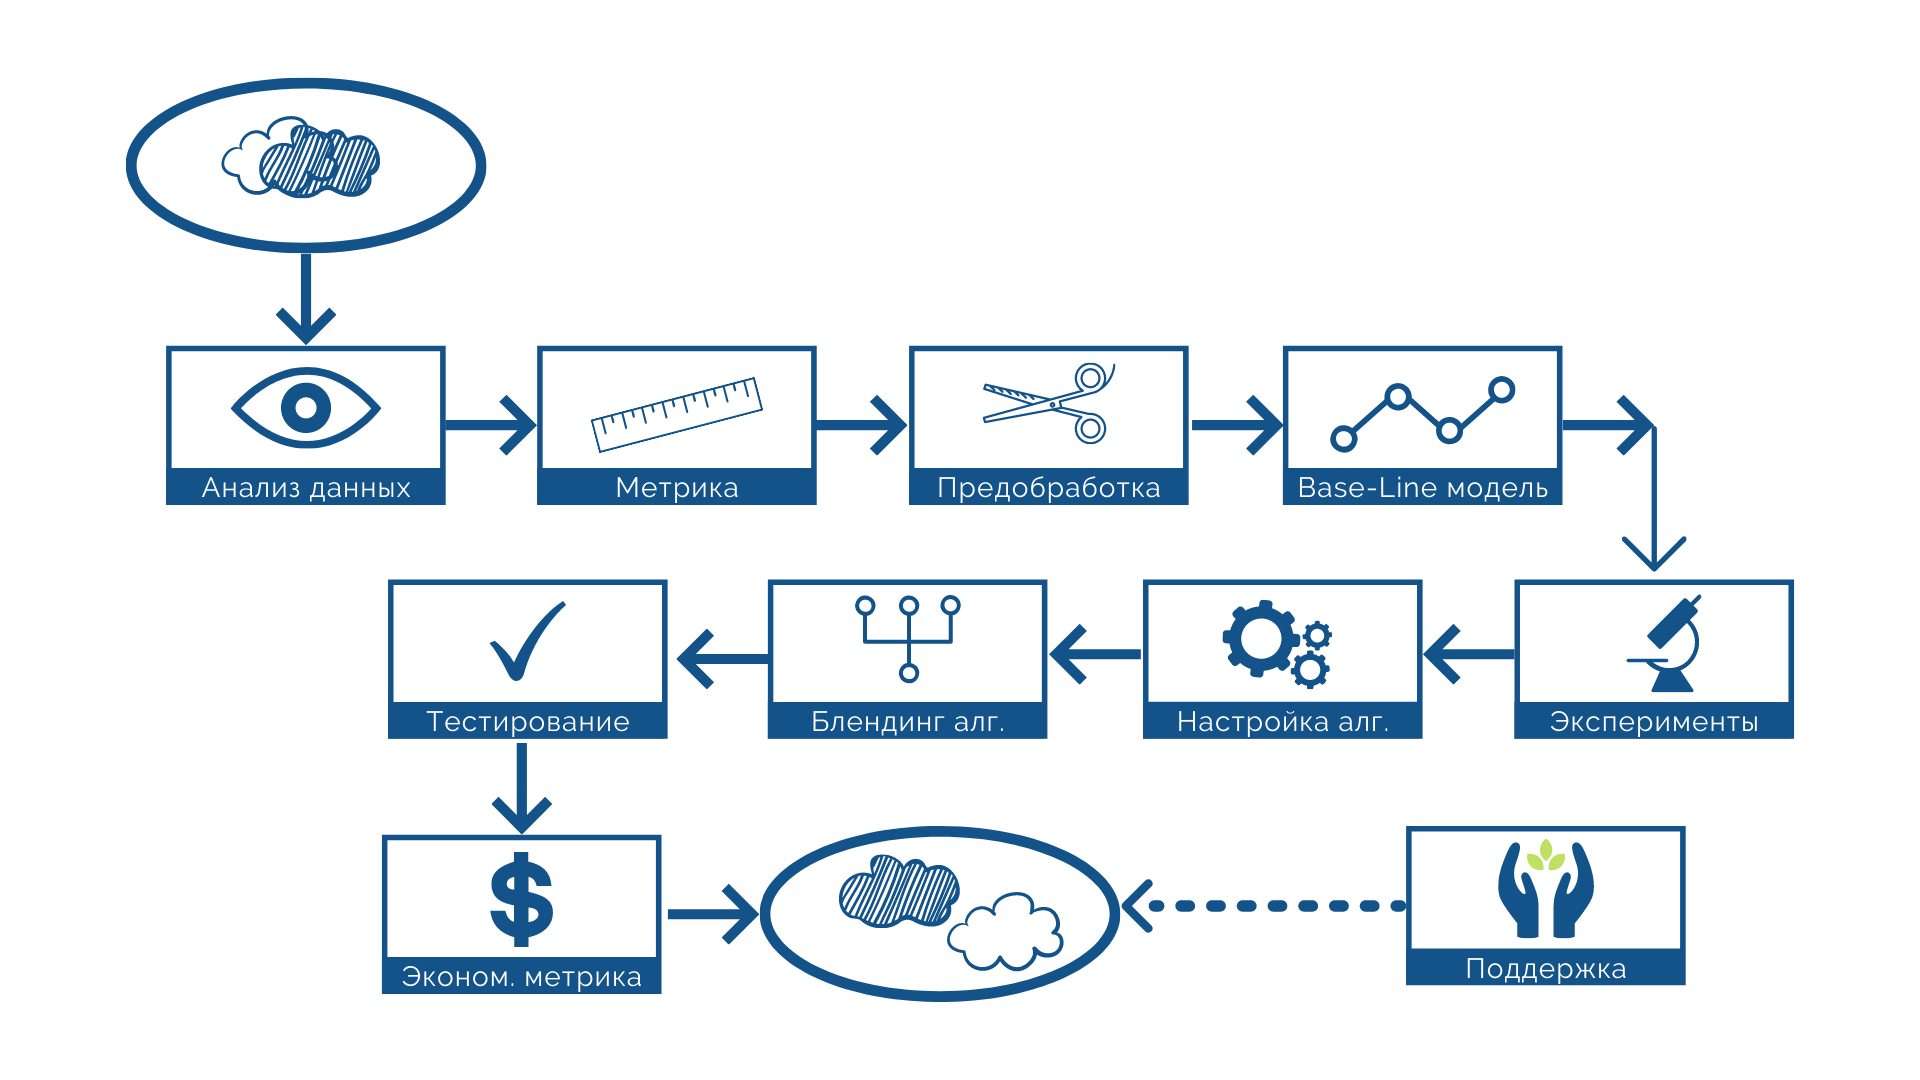 Анализ данных
Метрика
Предобработка
Base-Line модель
Тестирование
Блендинг алг.
Настройка алг.
Эксперименты
Эконом. метрика
Поддержка